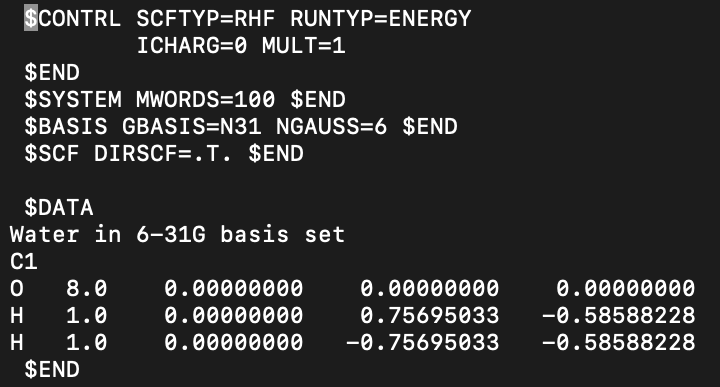 $CONTRL SCFTYP=RHF RUNTYP=ENERGY
ICHARG=0 MULT=1
$END
$SYSTEM MWORDS=100 $END
$BASIS GBASIS=N31 NGAUSS=6 $END
$SCF DIRSCF=.T. $END
$DATA
Water in 6-31G basis set
C1
O 8.0 0.00000000 0.00000000 0.00000000
H 1.0 0.00000000 0.75695033 -0.58588228
H 1.0 0.00000000 -0.75695033 -0.58588228
$END